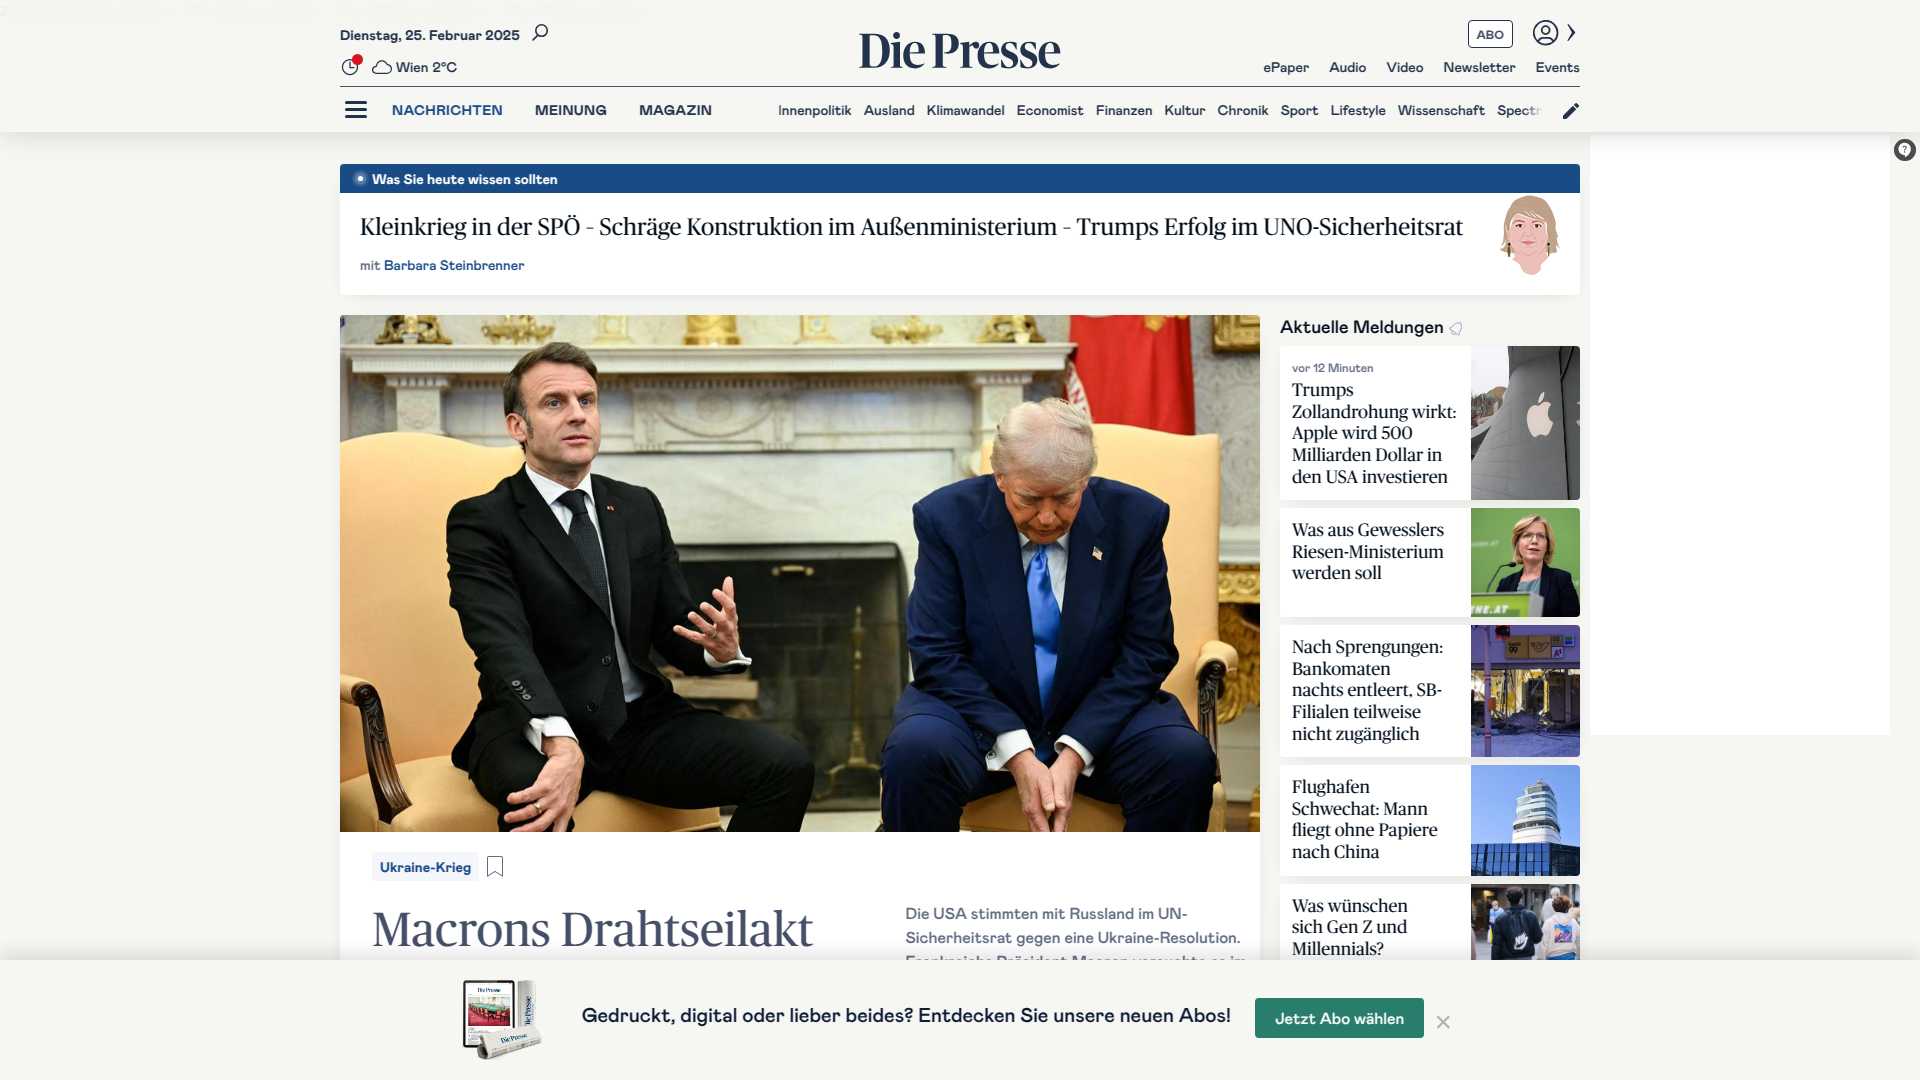 Dienstag, 25. Februar 2025
Wien 2°C
Die Presse
ABO
ePaper Audio Video Newsletter Events
NACHRICHTEN MEINUNG MAGAZIN
Innenpolitik Ausland Klimawandel Economist Finanzen Kultur Chronik Sport Lifestyle Wissenschaft Spectr
Was Sie heute wissen sollten
Kleinkrieg in der SPÖ – Schräge Konstruktion im Außenministerium – Trumps Erfolg im UNO-Sicherheitsrat
mit Barbara Steinbrenner
Ukraine-Krieg
Macrons Drahtseilakt
Die USA stimmten mit Russland im UN-
Sicherheitsrat gegen eine Ukraine-Resolution.
Aktuelle Meldungen
vor 12 Minuten
Trumps
Zollandrohung wirkt:
Apple wird 500
Milliarden Dollar in
den USA investieren
Was aus Gewesslers
Riesen-Ministerium
werden soll
Nach Sprengungen:
Bankomaten
nachts entleert, SB-
Filialen teilweise
nicht zugänglich
Flughafen
Schwechat: Mann
fliegt ohne Papiere
nach China
Was wünschen
sich Gen Z und
Millennials?
Gedruckt, digital oder lieber beides? Entdecken Sie unsere neuen Abos!
Jetzt Abo wählen